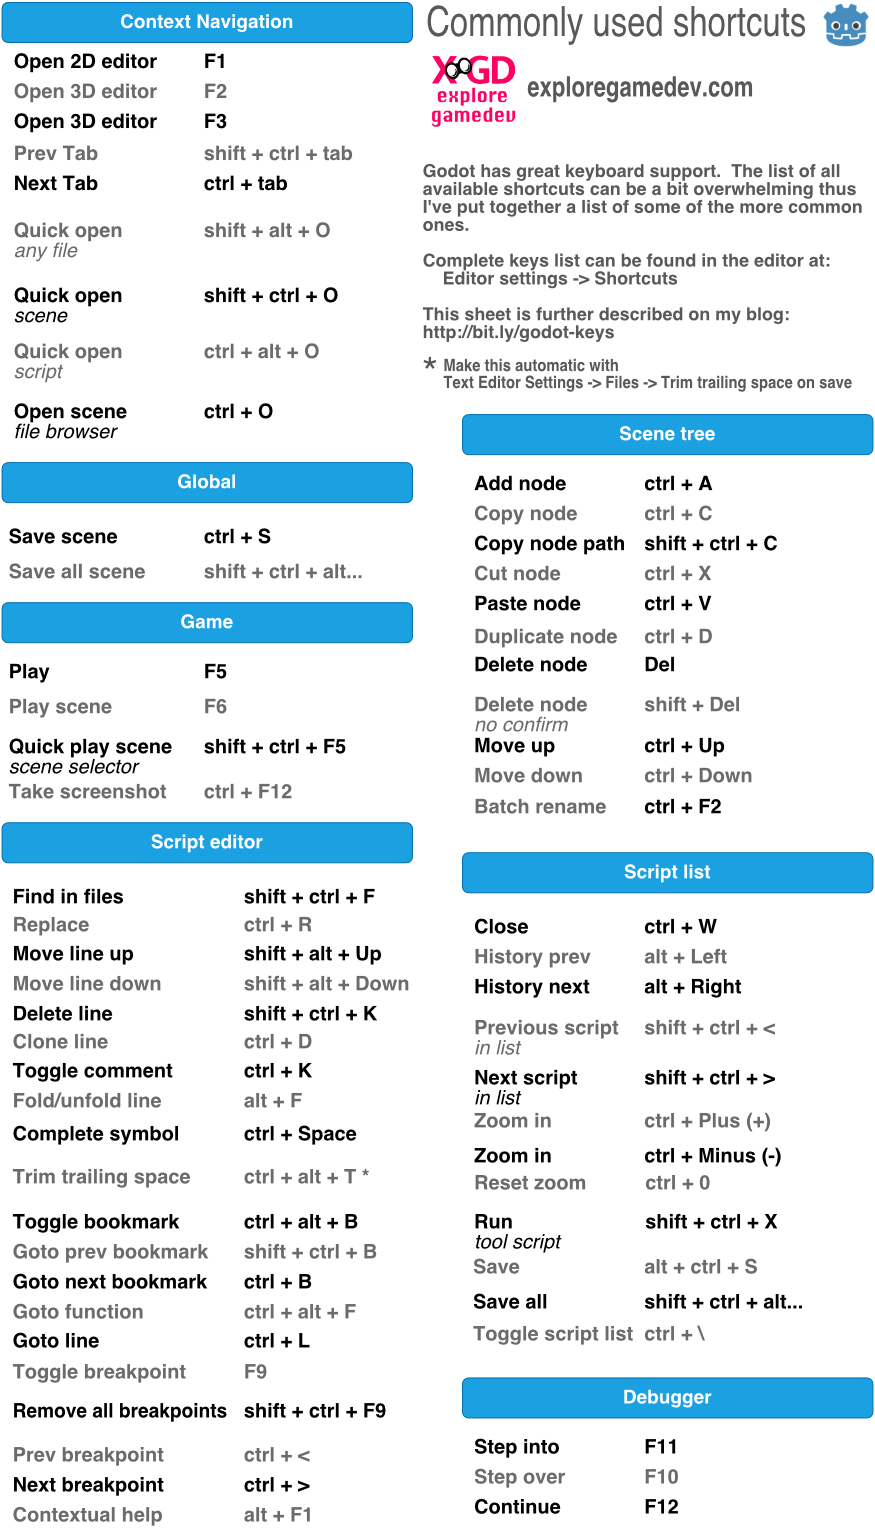 Commonly used shortcuts
XGD
explore
gamedev
exploregamedev.com
Godot has great keyboard support.  The list of all
available shortcuts can be a bit overwhelming thus
I've put together a list of some of the more common
ones.
Complete keys list can be found in the editor at:
Editor settings -> Shortcuts
This sheet is further described on my blog:
http://bit.ly/godot-keys
* Make this automatic with
Text Editor Settings -> Files -> Trim trailing space on save
Context Navigation
Open 2D editor F1
Open 3D editor F2
Open 3D editor F3
Prev Tab shift + ctrl + tab
Next Tab ctrl + tab
Quick open shift + alt + O
any file
Quick open shift + ctrl + O
scene
Quick open ctrl + alt + O
script
Open scene ctrl + O
file browser
Global
Save scene ctrl + S
Save all scene shift + ctrl + alt...
Game
Play F5
Play scene F6
Quick play scene shift + ctrl + F5
scene selector
Take screenshot ctrl + F12
Script editor
Find in files shift + ctrl + F
Replace ctrl + R
Move line up shift + alt + Up
Move line down shift + alt + Down
Delete line shift + ctrl + K
Clone line ctrl + D
Toggle comment ctrl + K
Fold/unfold line alt + F
Complete symbol ctrl + Space
Trim trailing space ctrl + alt + T *
Toggle bookmark ctrl + alt + B
Goto prev bookmark shift + ctrl + B
Goto next bookmark ctrl + B
Goto function ctrl + alt + F
Goto line ctrl + L
Toggle breakpoint F9
Remove all breakpoints shift + ctrl + F9
Prev breakpoint ctrl + <
Next breakpoint ctrl + >
Contextual help alt + F1
Scene tree
Add node ctrl + A
Copy node ctrl + C
Copy node path shift + ctrl + C
Cut node ctrl + X
Paste node ctrl + V
Duplicate node ctrl + D
Delete node Del
Delete node shift + Del
no confirm
Move up ctrl + Up
Move down ctrl + Down
Batch rename ctrl + F2
Script list
Close ctrl + W
History prev alt + Left
History next alt + Right
Previous script shift + ctrl + <
in list
Next script shift + ctrl + >
in list
Zoom in ctrl + Plus (+)
Zoom in ctrl + Minus (-)
Reset zoom ctrl + 0
Run shift + ctrl + X
tool script
Save alt + ctrl + S
Save all shift + ctrl + alt...
Toggle script list ctrl + \
Debugger
Step into F11
Step over F10
Continue F12